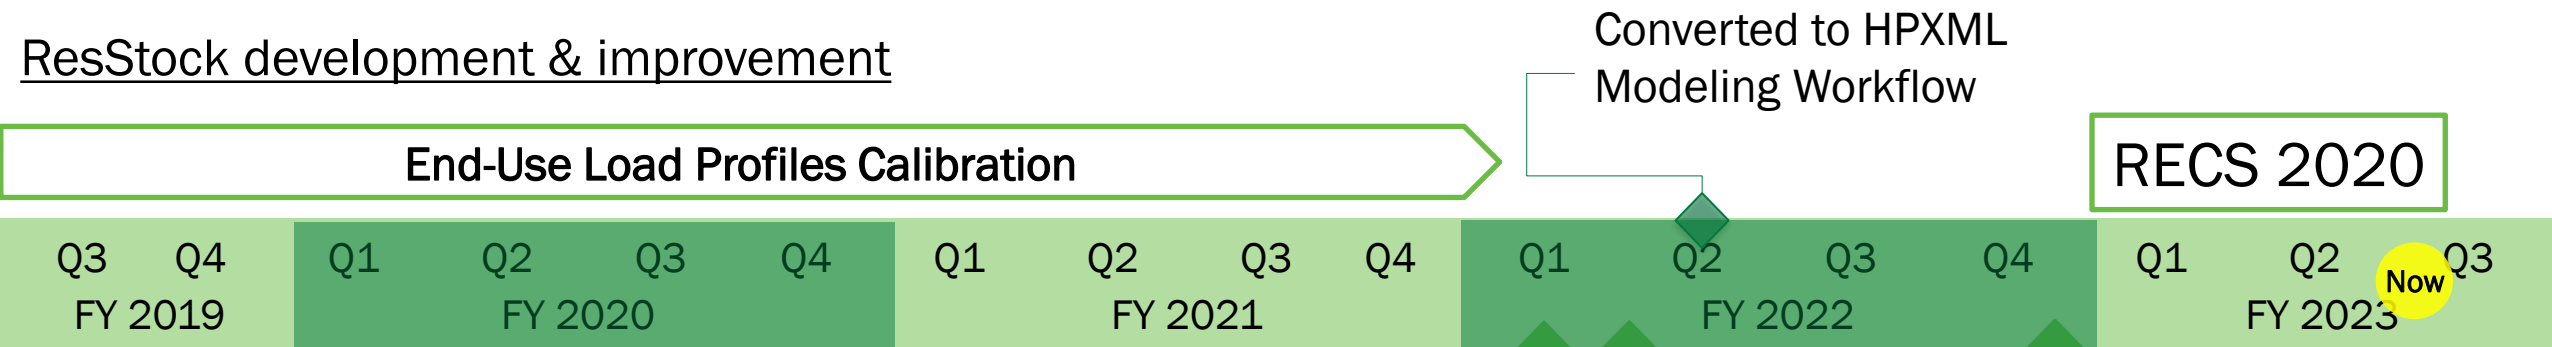 ResStock development & improvement
Converted to HPXML
Modeling Workflow
End-Use Load Profiles Calibration
RECS 2020
Q3 Q4 Q1 Q2 Q3 Q4 Q1 Q2 Q3 Q4 Q1 Q2 Q3 Q4 Q1 Q2 Q3
Now
FY 2019 FY 2020 FY 2021 FY 2022 FY 2023